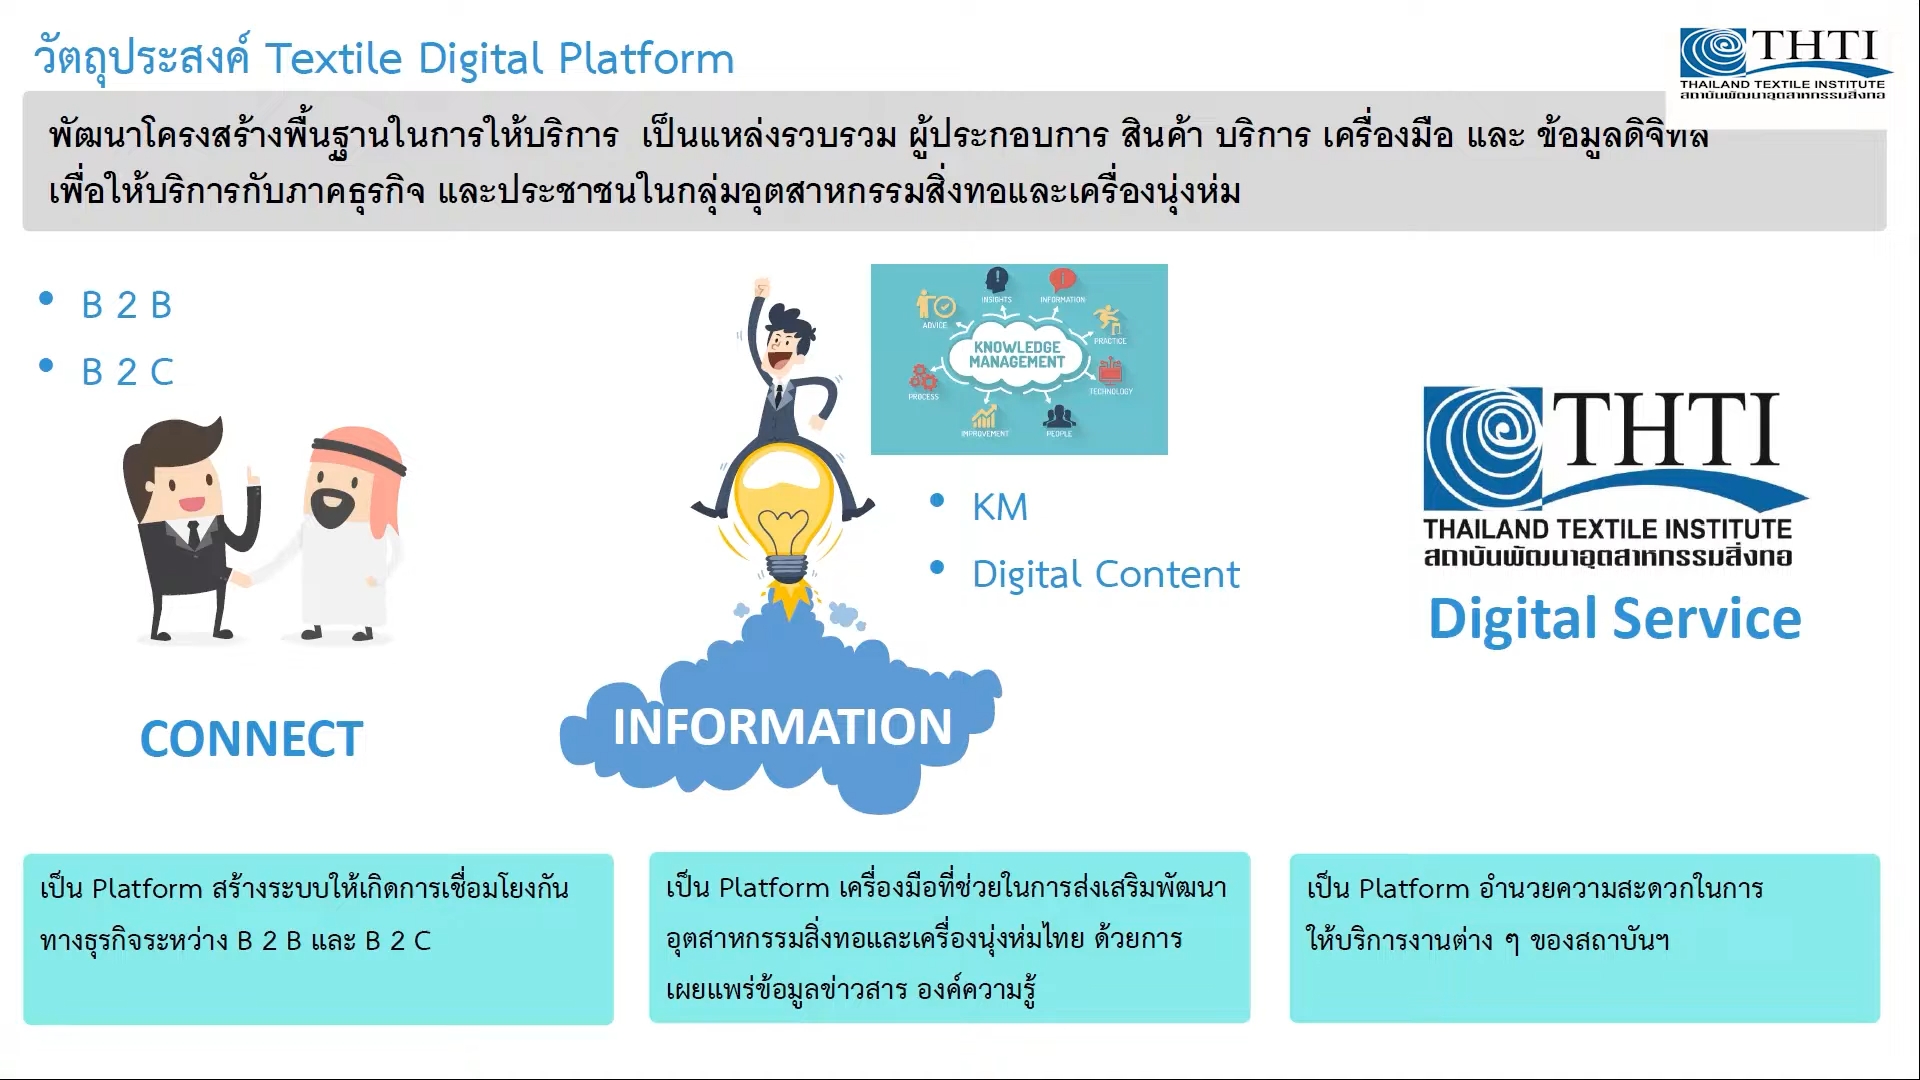 วัตถุประสงค์ Textile Digital Platform
THTI
THAILAND TEXTILE INSTITUTE
สถาบันพัฒนาอุตสาหกรรมสิ่งทอ
พัฒนาโครงสร้างพื้นฐานในการให้บริการ เป็นแหล่งรวบรวม ผู้ประกอบการ สินค้า บริการ เครื่องมือ และ ข้อมูลดิจิทัล
เพื่อให้บริการกับภาคธุรกิจ และประชาชนในกลุ่มอุตสาหกรรมสิ่งทอและเครื่องนุ่งห่ม
• B 2 B
• B 2 C
CONNECT
INSIGHTS
INFORMATION
ADVICE
PRACTICE
KNOWLEDGE
MANAGEMENT
PROCESS
TECHNOLOGY
IMPROVEMENT
PEOPLE
• KM
• Digital Content
INFORMATION
THTI
THAILAND TEXTILE INSTITUTE
สถาบันพัฒนาอุตสาหกรรมสิ่งทอ
Digital Service
เป็น Platform สร้างระบบให้เกิดการเชื่อมโยงกัน
ทางธุรกิจระหว่าง B 2 B และ B 2 C
เป็น Platform เครื่องมือที่ช่วยในการส่งเสริมพัฒนา
อุตสาหกรรมสิ่งทอและเครื่องนุ่งห่มไทย ด้วยการ
เผยแพร่ข้อมูลข่าวสาร องค์ความรู้
เป็น Platform อำนวยความสะดวกในการ
ให้บริการงานต่าง ๆ ของสถาบันฯ